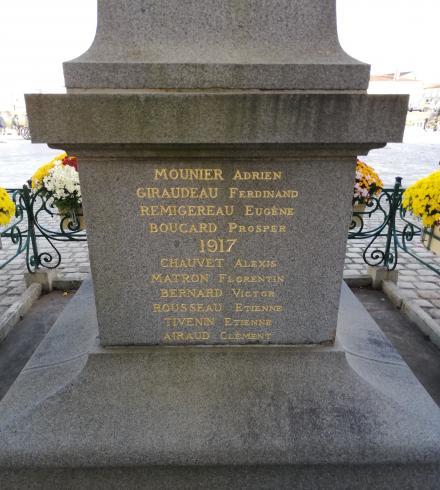 MOUNIER ADRIEN
GIRAUDEAU FERDINAND
REMIGEREAU EUGÈNE
BOUCARD PROSPER
1917
CHAUVET ALEXIS
MATRON FLORENTIN
BERNARD VICTOR
ROUSSEAU ETIENNE
TIVENIN ETIENNE
AIRAUD CLÉMENT